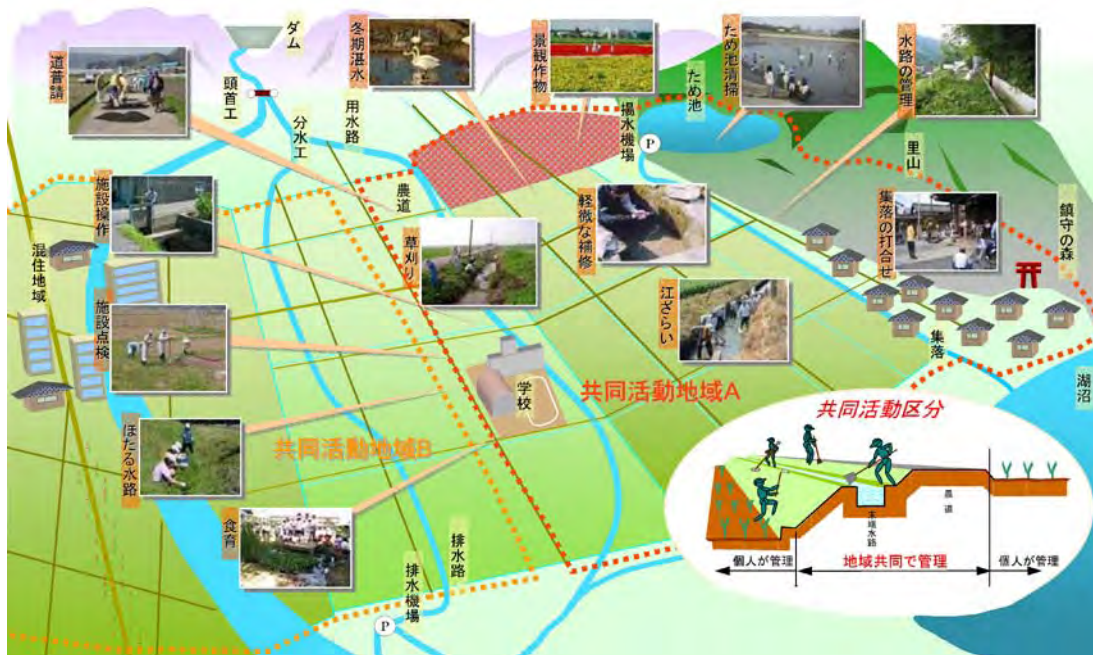 ダム
道普請
頭首工
分水工
用水路
冬期湛水
景観作物
揚水機場
ため池
ため池清掃
水路の管理
里山
鎮守の森
P
農道
施設操作
混住地域
草刈り
軽微な補修
集落の打合せ
江ざらい
集落
湖沼
施設点検
学校
共同活動地域A
共同活動地域B
ほたる水路
食育
排水路
排水機場
P
共同活動区分
農道
末端水路
個人が管理
地域共同で管理
個人が管理